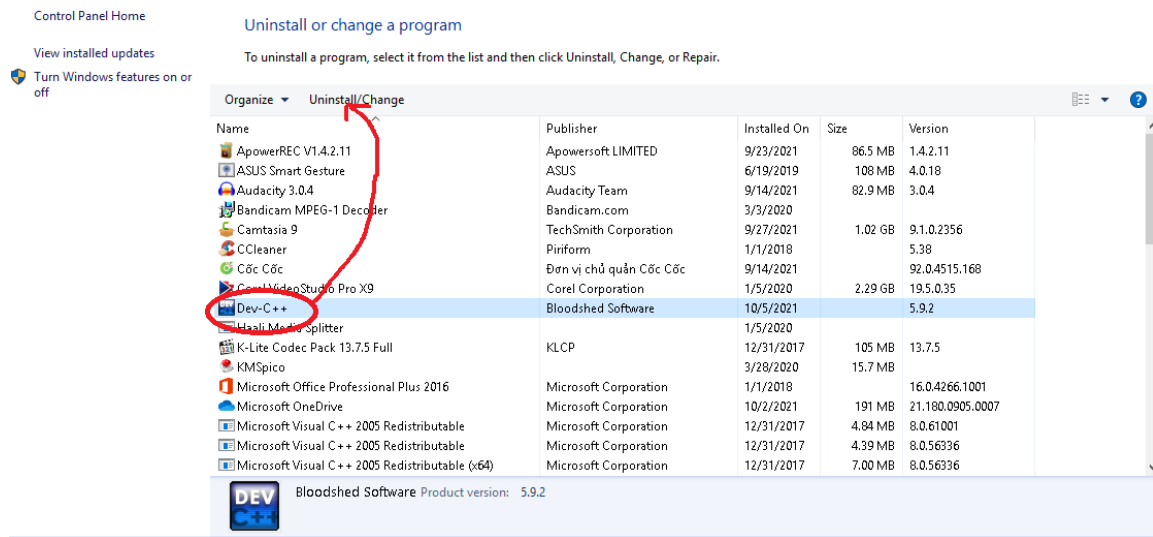 Control Panel Home
View installed updates
Turn Windows features on or
off
Uninstall or change a program
To uninstall a program, select it from the list and then click Uninstall, Change, or Repair.
Organize Uninstall/Change
Name Publisher Installed On Size Version
ApowerREC V1.4.2.11 Apowersoft LIMITED 9/23/2021 86.5 MB 1.4.2.11
ASUS Smart Gesture ASUS 6/19/2019 108 MB 4.0.18
Audacity 3.0.4 Audacity Team 9/14/2021 82.9 MB 3.0.4
Bandicam MPEG-1 Decoder Bandicam.com 3/3/2020
Camtasia 9 TechSmith Corporation 9/27/2021 1.02 GB 9.1.0.2356
CCleaner Piriform 1/1/2018 5.38
Cốc Cốc Đơn vị chủ quản Cốc Cốc 9/14/2021 92.0.4515.168
Corel VideoStudio Pro X9 Corel Corporation 1/5/2020 2.29 GB 19.5.0.35
Dev-C++ Bloodshed Software 10/5/2021 5.9.2
Haali Media Splitter 1/5/2020
K-Lite Codec Pack 13.7.5 Full KLCP 12/31/2017 105 MB 13.7.5
KMSpico 3/28/2020 15.7 MB
Microsoft Office Professional Plus 2016 Microsoft Corporation 1/1/2018 16.0.4266.1001
Microsoft OneDrive Microsoft Corporation 10/2/2021 191 MB 21.180.0905.0007
Microsoft Visual C++ 2005 Redistributable Microsoft Corporation 12/31/2017 4.84 MB 8.0.61001
Microsoft Visual C++ 2005 Redistributable Microsoft Corporation 12/31/2017 4.39 MB 8.0.56336
Microsoft Visual C++ 2005 Redistributable (x64) Microsoft Corporation 12/31/2017 7.00 MB 8.0.56336
DEV
C++
Bloodshed Software Product version: 5.9.2